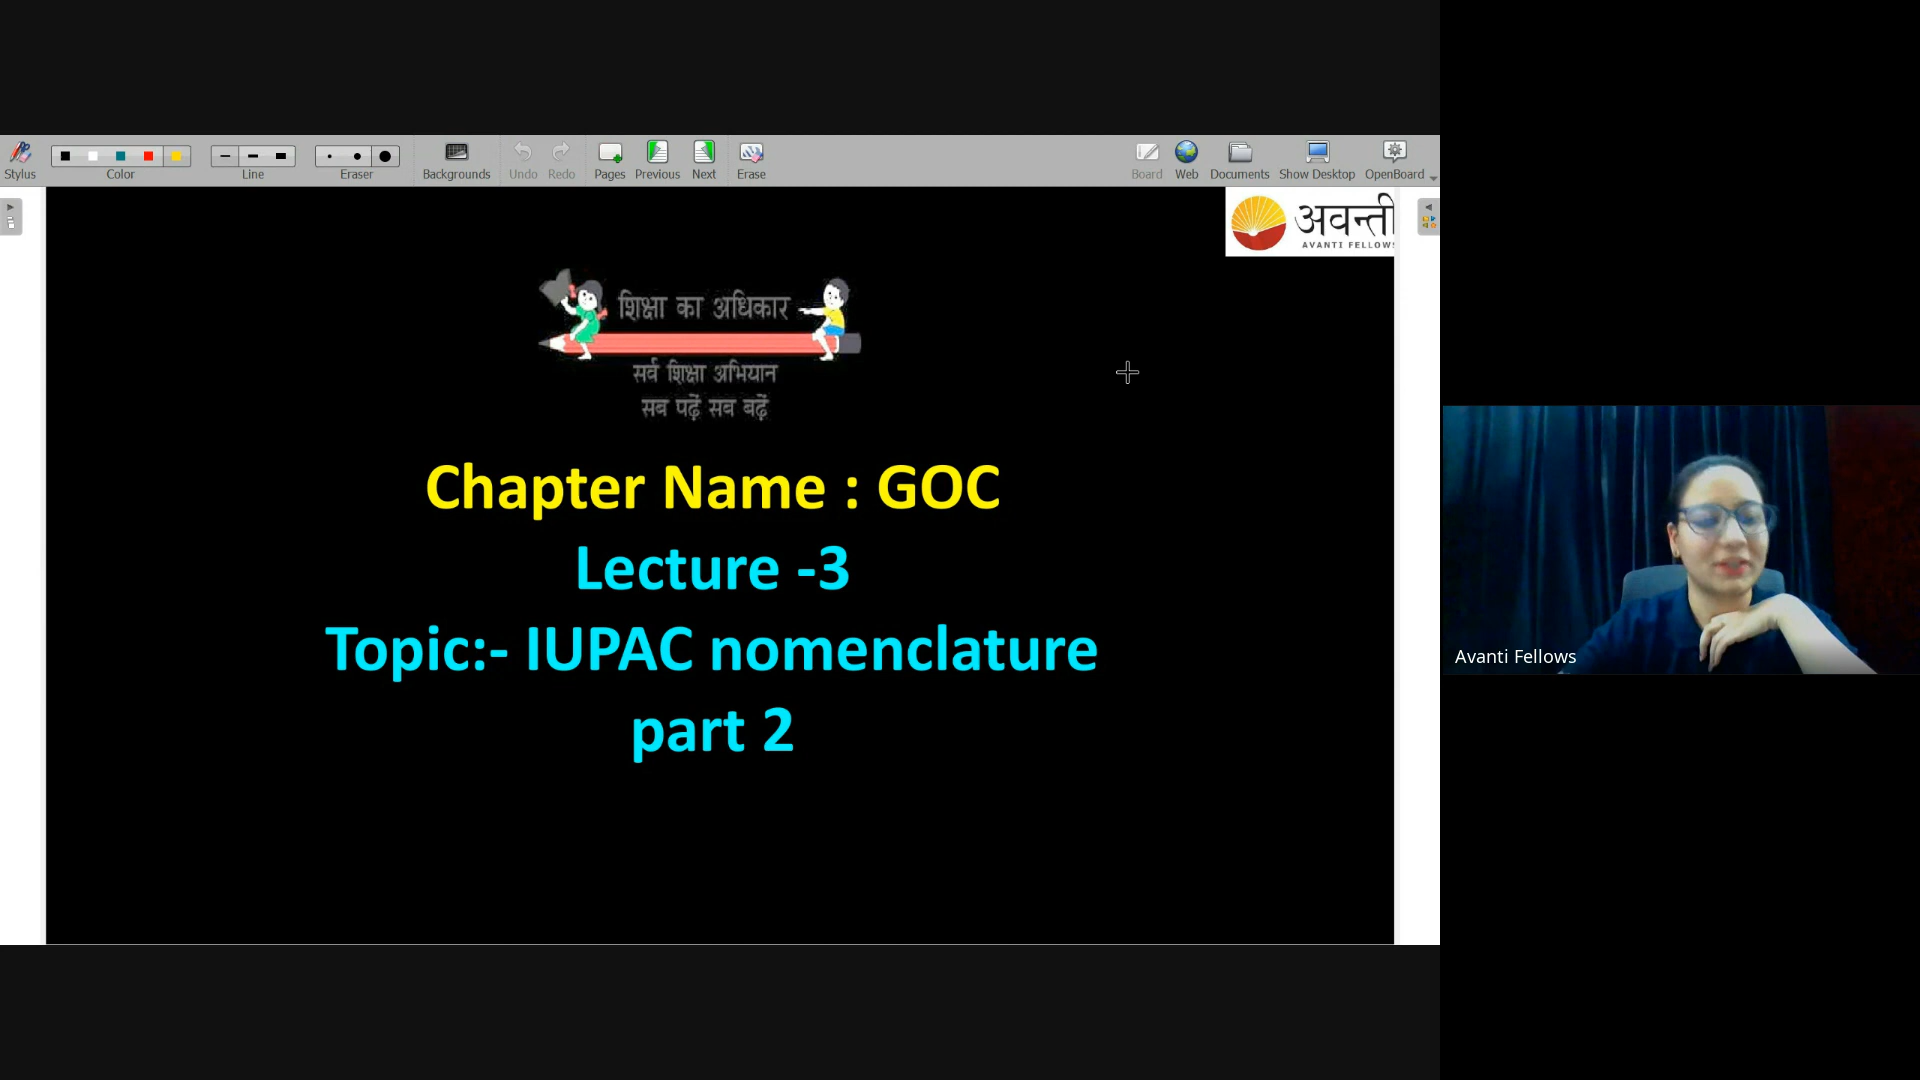 Stylus
Color
Line
Eraser
Backgrounds
Undo
Redo
Pages
Previous
Next
Erase
Board
Web
Documents
Show Desktop
OpenBoard
अवन्ती
AVANTI FELLOWS
शिक्षा का अधिकार
सर्व शिक्षा अभियान
सब पढ़ें सब बढ़ें
Chapter Name : GOC
Lecture -3
Topic:- IUPAC nomenclature
part 2
Avanti Fellows